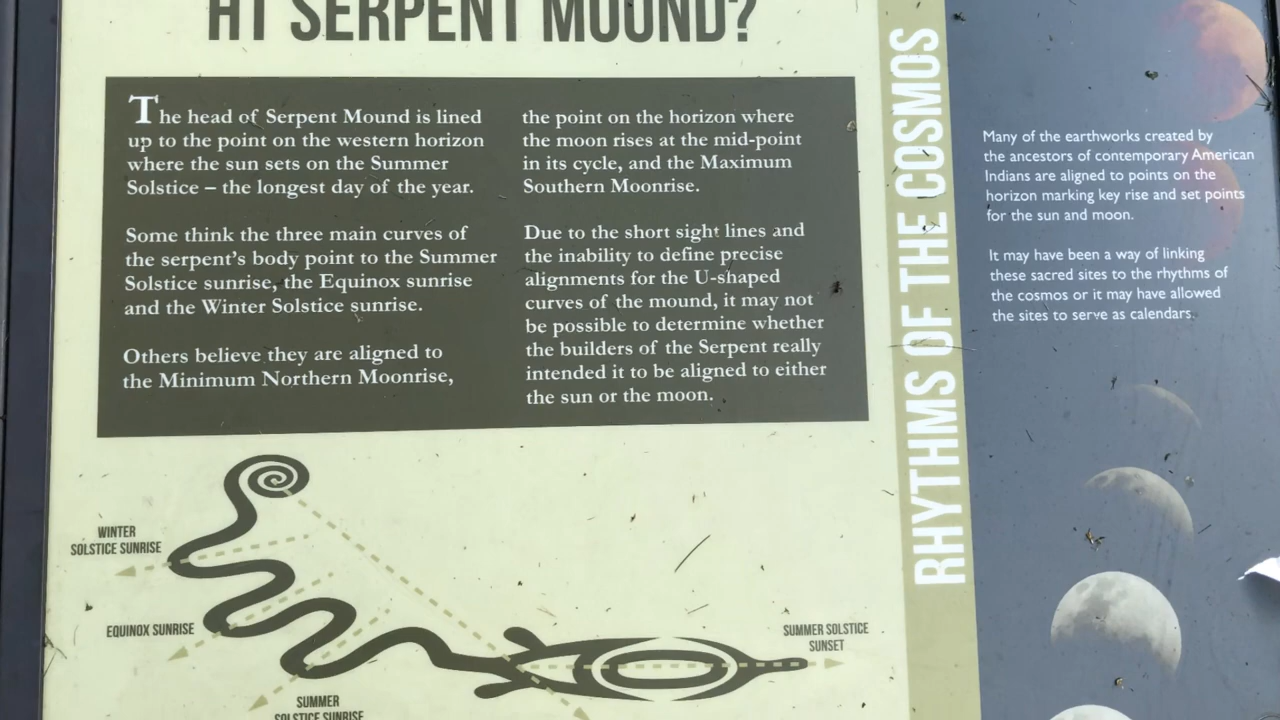 HT SERPENT MOUND?
The head of Serpent Mound is lined
up to the point on the western horizon
where the sun sets on the Summer
Solstice – the longest day of the year.
Some think the three main curves of
the serpent's body point to the Summer
Solstice sunrise, the Equinox sunrise
and the Winter Solstice sunrise.
Others believe they are aligned to
the Minimum Northern Moonrise,
the point on the horizon where
the moon rises at the mid-point
in its cycle, and the Maximum
Southern Moonrise.
Due to the short sight lines and
the inability to define precise
alignments for the U-shaped
curves of the mound, it may not
be possible to determine whether
the builders of the Serpent really
intended it to be aligned to either
the sun or the moon.
WINTER
SOLSTICE SUNRISE
EQUINOX SUNRISE
SUMMER
SOLSTICE SUNRISE
SUMMER SOLSTICE
SUNSET
RHYTHMS OF THE COSMOS
Many of the earthworks created by
the ancestors of contemporary American
Indians are aligned to points on the
horizon marking key rise and set points
for the sun and moon.
It may have been a way of linking
these sacred sites to the rhythms of
the cosmos or it may have allowed
the sites to serve as calendars.